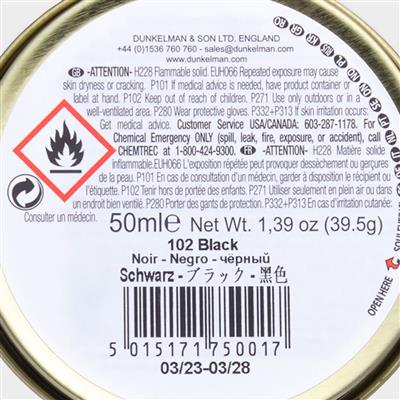 DUNKELMAN & SON LTD. ENGLAND
+44 (0)1536 760 760 - sales@dunkelman.com
www.dunkelman.com
GB -ATTENTION- H228 Flammable solid. EUH066 Repeated exposure may cause
skin dryness or cracking. P101 If medical advice is needed, have product container or
label at hand. P102 Keep out of reach of children. P271 Use only outdoors or in a
well-ventilated area. P280 Wear protective gloves. P332+P313 If skin irritation occurs:
Get medical advice. Customer Service USA/CANADA: 603-287-1178. For
Chemical Emergency ONLY (spill, leak, fire, exposure, or accident), call
CHEMTREC at 1-800-424-9300. FR -ATTENTION- H228 Matière solide
inflammable.EUH066 L'exposition répétée peut provoquer dessèchement ou gerçures
de la peau. P101 En cas de consultation d'un médecin, garder à disposition le récipient ou
l'étiquette. P102 Tenir hors de portée des enfants. P271 Utiliser seulement en plein air ou dans
un endroit bien ventilé. P280 Porter des gants de protection. P332+P313 En cas d'irritation cutanée:
Consulter un médecin.
50ml℮ Net Wt. 1,39 oz (39.5g)
102 Black
Noir - Negro - чёрный
Schwarz - ブラック - 黒色
5 015171 750017
03/23-03/28
OPEN HERE